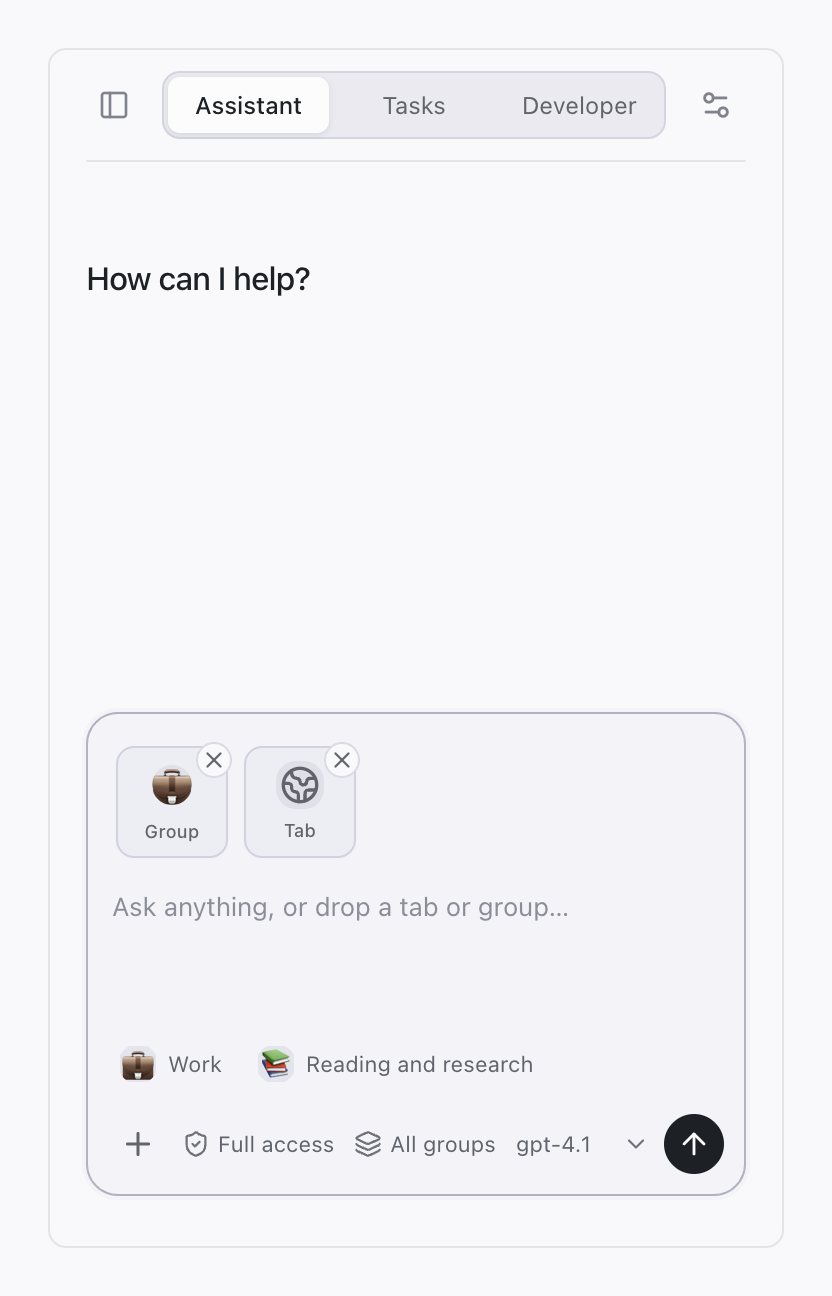 Assistant Tasks Developer
How can I help?
Group Tab
Ask anything, or drop a tab or group...
Work Reading and research
Full access All groups gpt-4.1